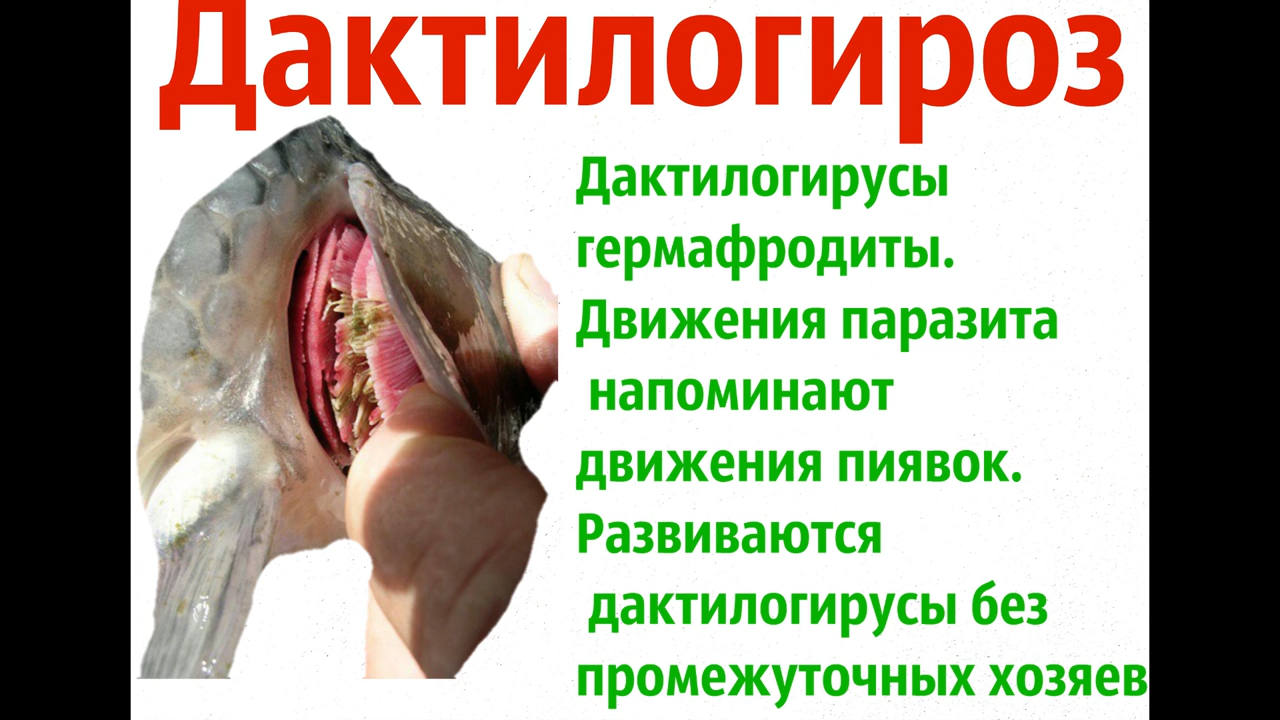 Дактилогироз
Дактилогирусы
гермафродиты.
Движения паразита
напоминают
движения пиявок.
Развиваются
дактилогирусы без
промежуточных хозяев